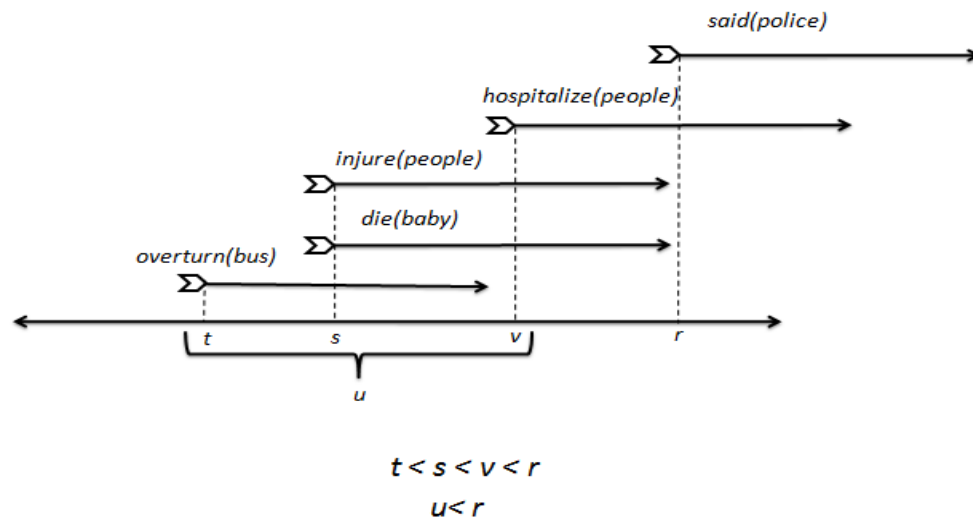 said(police)
hospitalize(people)
injure(people)
die(baby)
overturn(bus)
t s v r
u
t < s < v < r
u< r